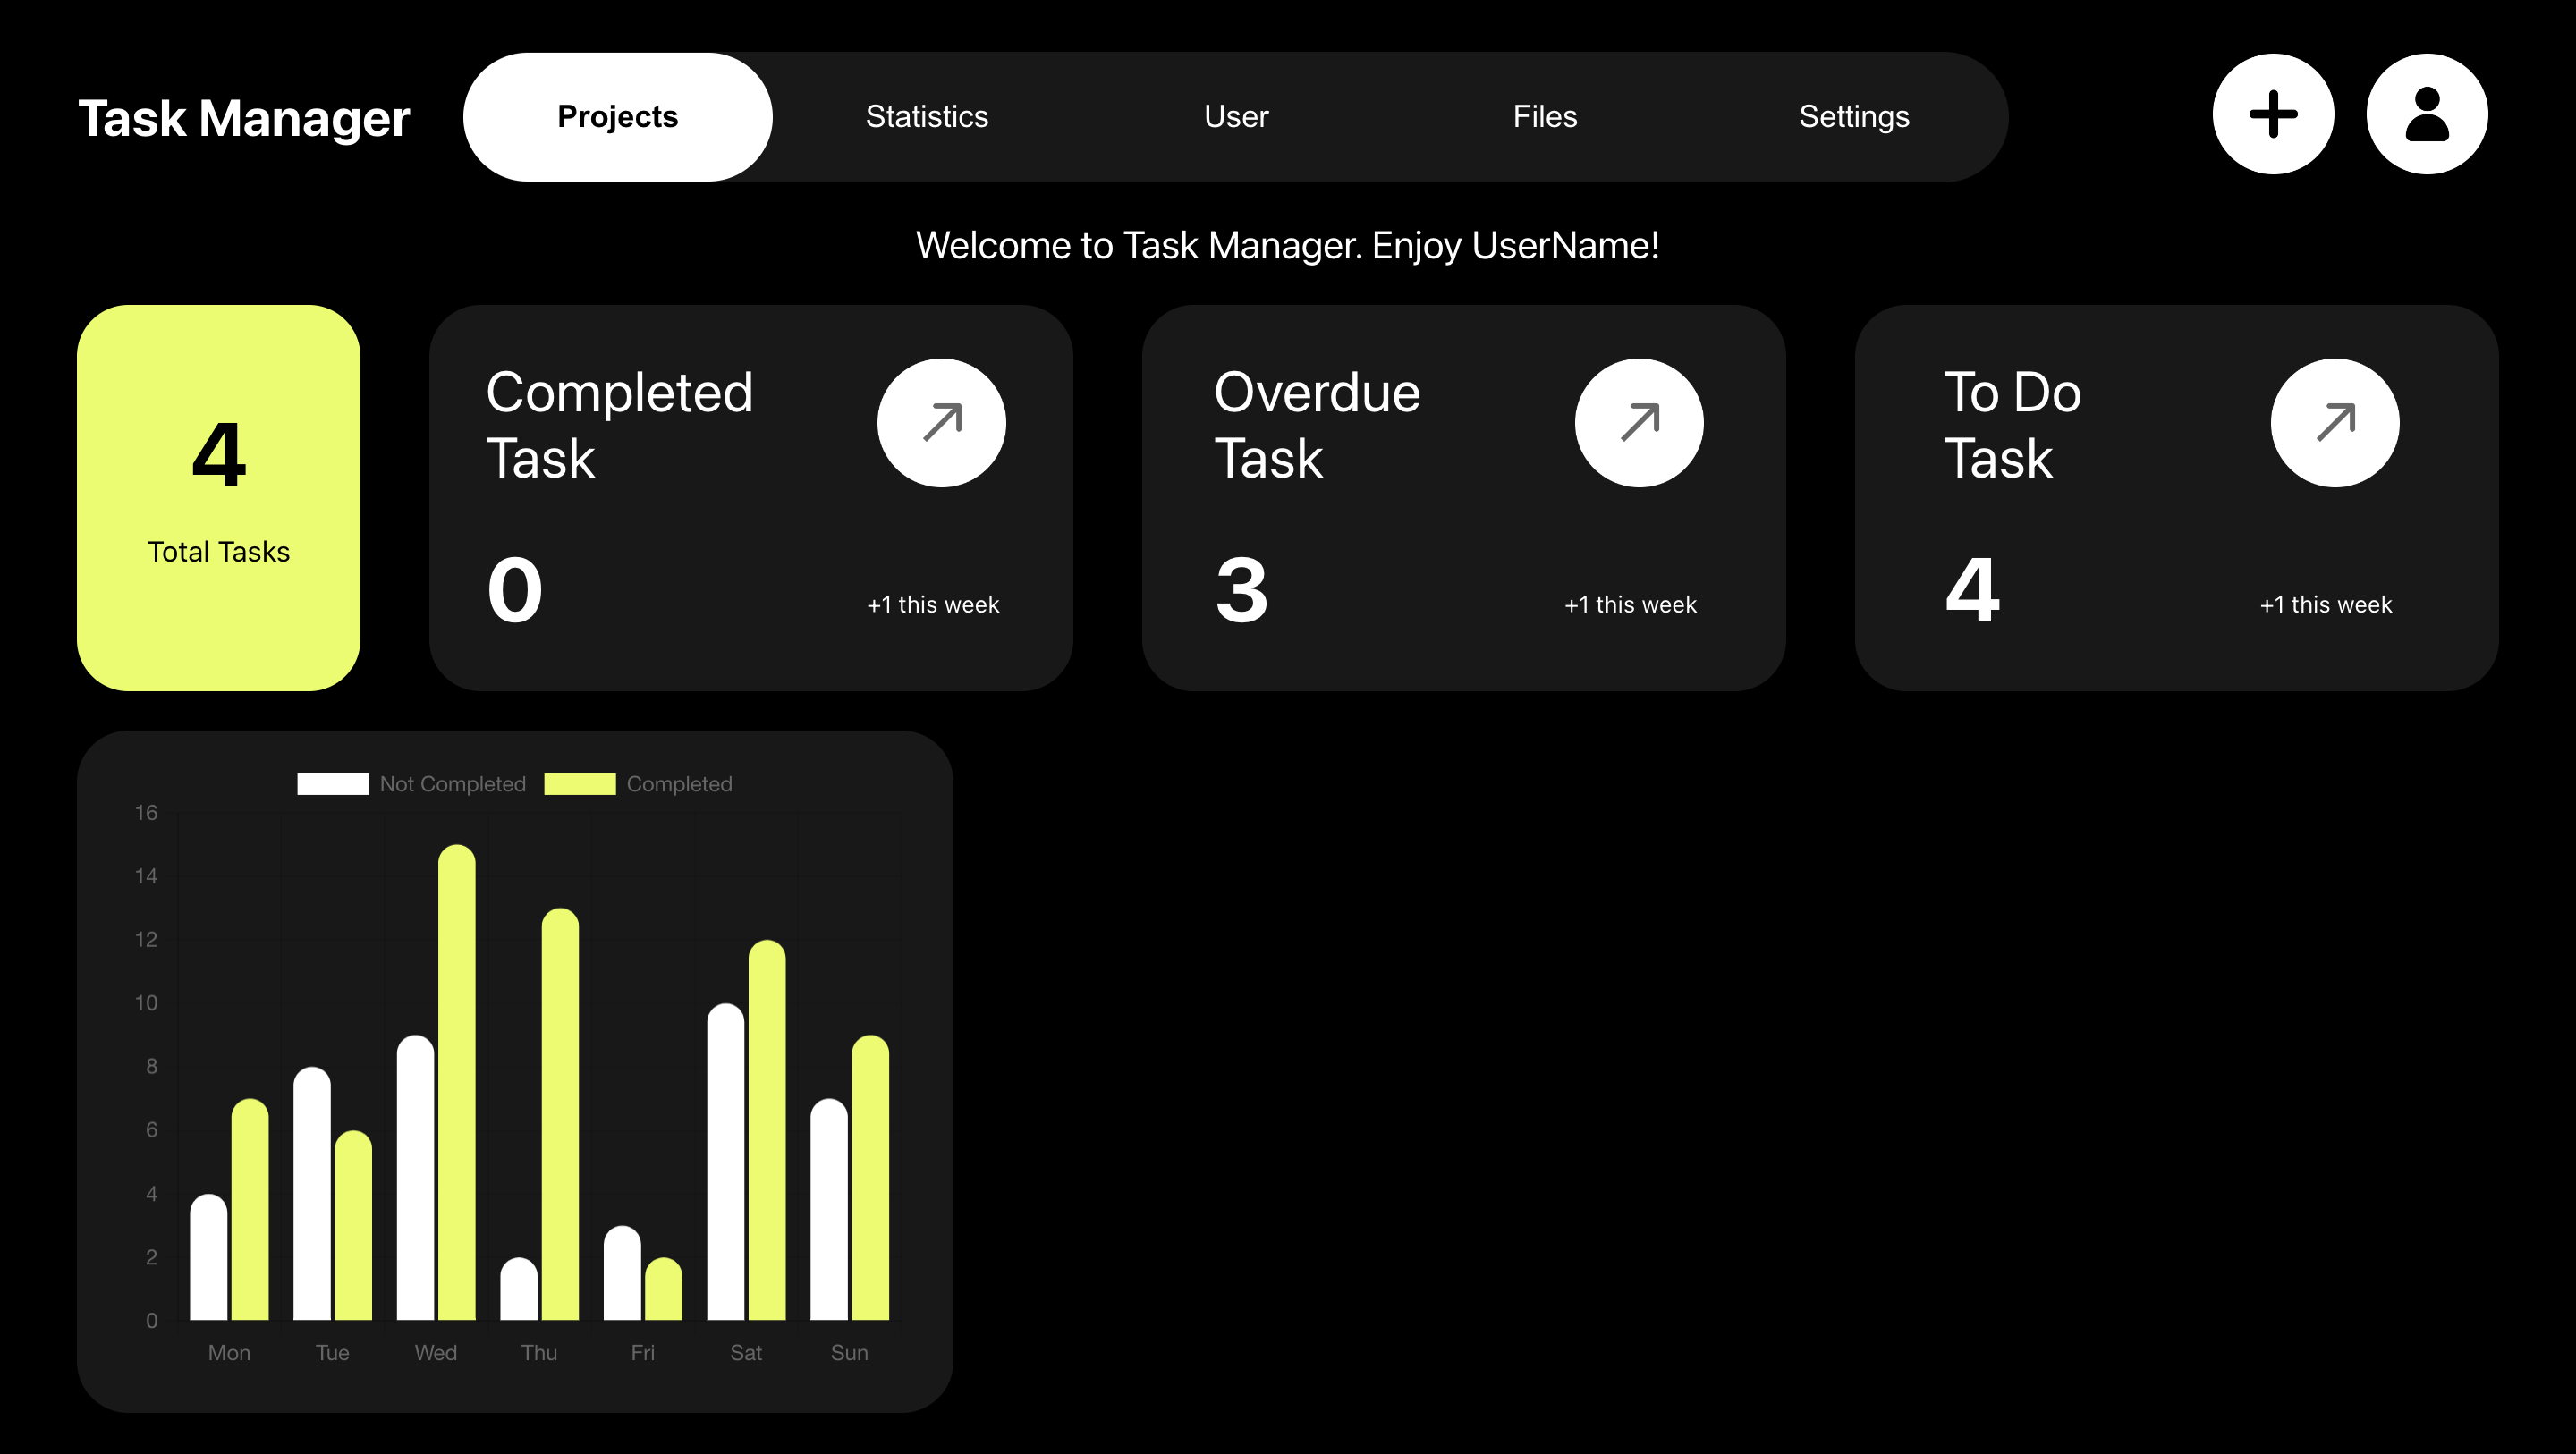 Task Manager
Projects
Statistics
User
Files
Settings
Welcome to Task Manager. Enjoy UserName!
4
Total Tasks
Completed
Task
0
+1 this week
Overdue
Task
3
+1 this week
To Do
Task
4
+1 this week
Not Completed
Completed
16
14
12
10
8
6
4
2
0
Mon
Tue
Wed
Thu
Fri
Sat
Sun